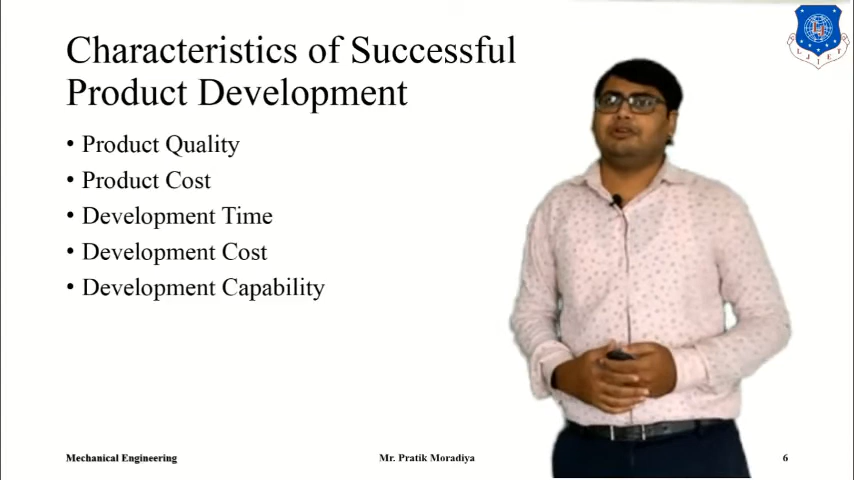 Characteristics of Successful
Product Development
• Product Quality
• Product Cost
• Development Time
• Development Cost
• Development Capability
Mechanical Engineering
Mr. Pratik Moradiya
6
L J I E T